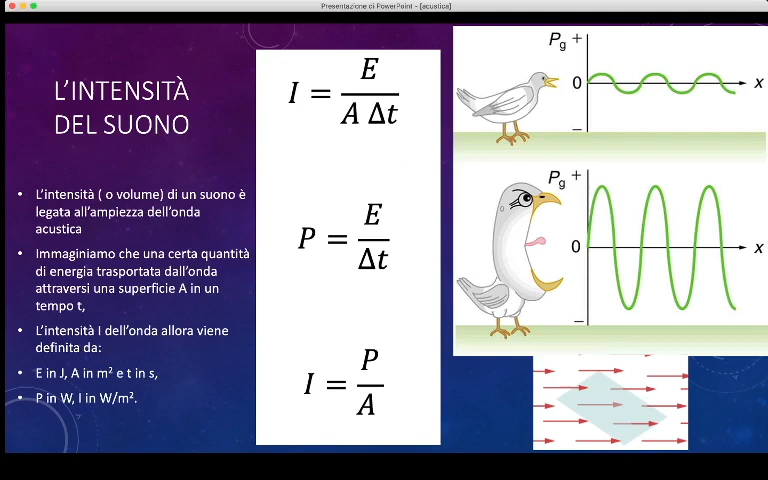 Presentazione di PowerPoint - [acustica]
L’INTENSITÀ
DEL SUONO
• L’intensità ( o volume) di un suono è
legata all’ampiezza dell’onda
acustica
• Immaginiamo che una certa quantità
di energia trasportata dall’onda
attraversi una superficie A in un
tempo t,
• L’intensità I dell’onda allora viene
definita da:
• E in J, A in m² e t in s,
• P in W, I in W/m².
I = E / A Δt
P = E / Δt
I = P / A
Pg +
0
x
−
Pg +
0
x
−